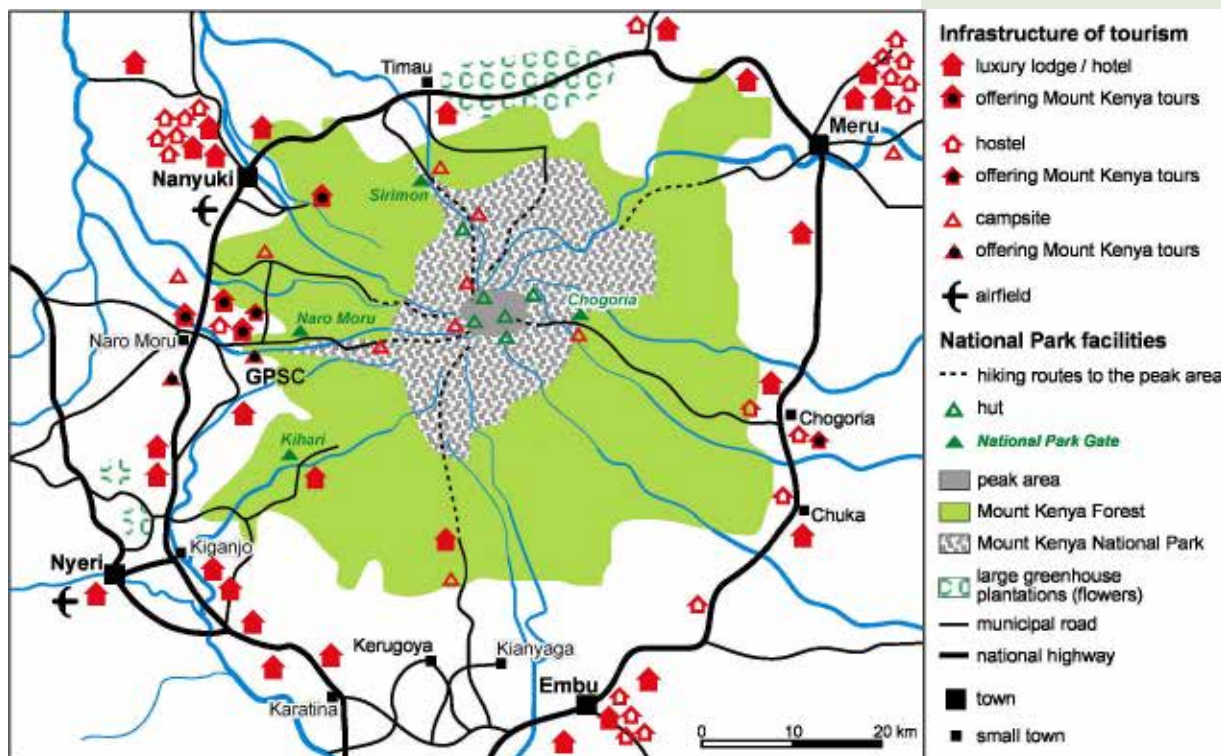 Timau
Meru
Nanyuki
Sirimon
Chogoria
Naro Moru
Naro Moru
GPSC
Chogoria
Kihari
Chuka
Kiganjo
Nyeri
Kerugoya
Kianyaga
Embu
Karatina
0 10 20 km
Infrastructure of tourism
luxury lodge / hotel
offering Mount Kenya tours
hostel
offering Mount Kenya tours
campsite
offering Mount Kenya tours
airfield
National Park facilities
hiking routes to the peak area
hut
National Park Gate
peak area
Mount Kenya Forest
Mount Kenya National Park
large greenhouse
plantations (flowers)
municipal road
national highway
town
small town